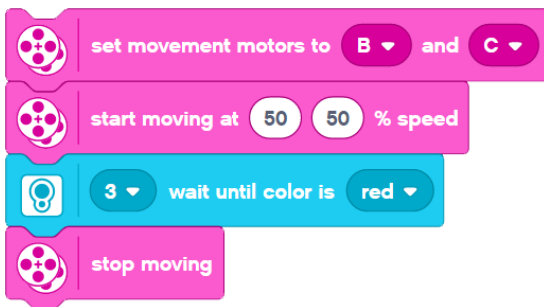 set movement motors to B and C
start moving at 50 50 % speed
3 wait until color is red
stop moving